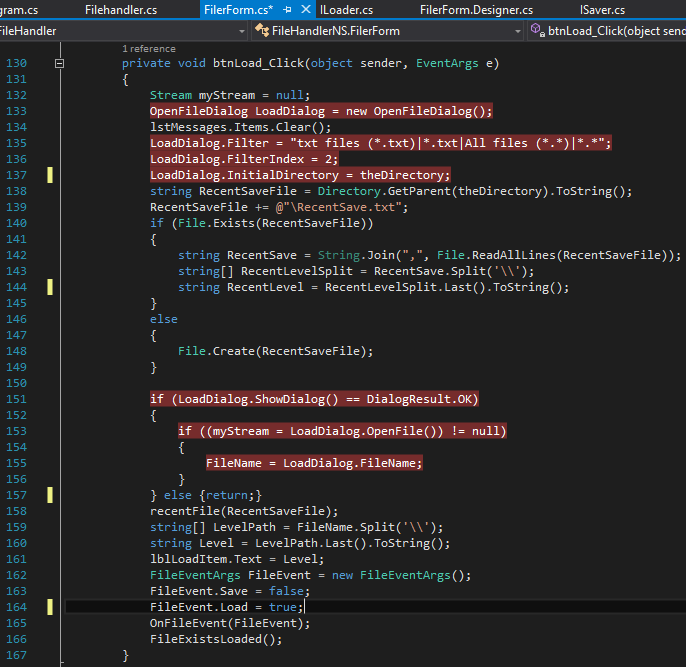 gram.cs Filehandler.cs FilerForm.cs* ILoader.cs FilerForm.Designer.cs ISaver.cs
FileHandler FileHandlerNS.FilerForm btnLoad_Click(object send
1 reference
130 private void btnLoad_Click(object sender, EventArgs e)
131 {
132 Stream myStream = null;
133 OpenFileDialog LoadDialog = new OpenFileDialog();
134 lstMessages.Items.Clear();
135 LoadDialog.Filter = "txt files (*.txt)|*.txt|All files (*.*)|*.*";
136 LoadDialog.FilterIndex = 2;
137 LoadDialog.InitialDirectory = theDirectory;
138 string RecentSaveFile = Directory.GetParent(theDirectory).ToString();
139 RecentSaveFile += @"\RecentSave.txt";
140 if (File.Exists(RecentSaveFile))
141 {
142 string RecentSave = String.Join(",", File.ReadAllLines(RecentSaveFile));
143 string[] RecentLevelSplit = RecentSave.Split('\\');
144 string RecentLevel = RecentLevelSplit.Last().ToString();
145 }
146 else
147 {
148 File.Create(RecentSaveFile);
149 }
150
151 if (LoadDialog.ShowDialog() == DialogResult.OK)
152 {
153 if ((myStream = LoadDialog.OpenFile()) != null)
154 {
155 FileName = LoadDialog.FileName;
156 }
157 } else {return;}
158 recentFile(RecentSaveFile);
159 string[] LevelPath = FileName.Split('\\');
160 string Level = LevelPath.Last().ToString();
161 lblLoadItem.Text = Level;
162 FileEventArgs FileEvent = new FileEventArgs();
163 FileEvent.Save = false;
164 FileEvent.Load = true;
165 OnFileEvent(FileEvent);
166 FileExistsLoaded();
167 }